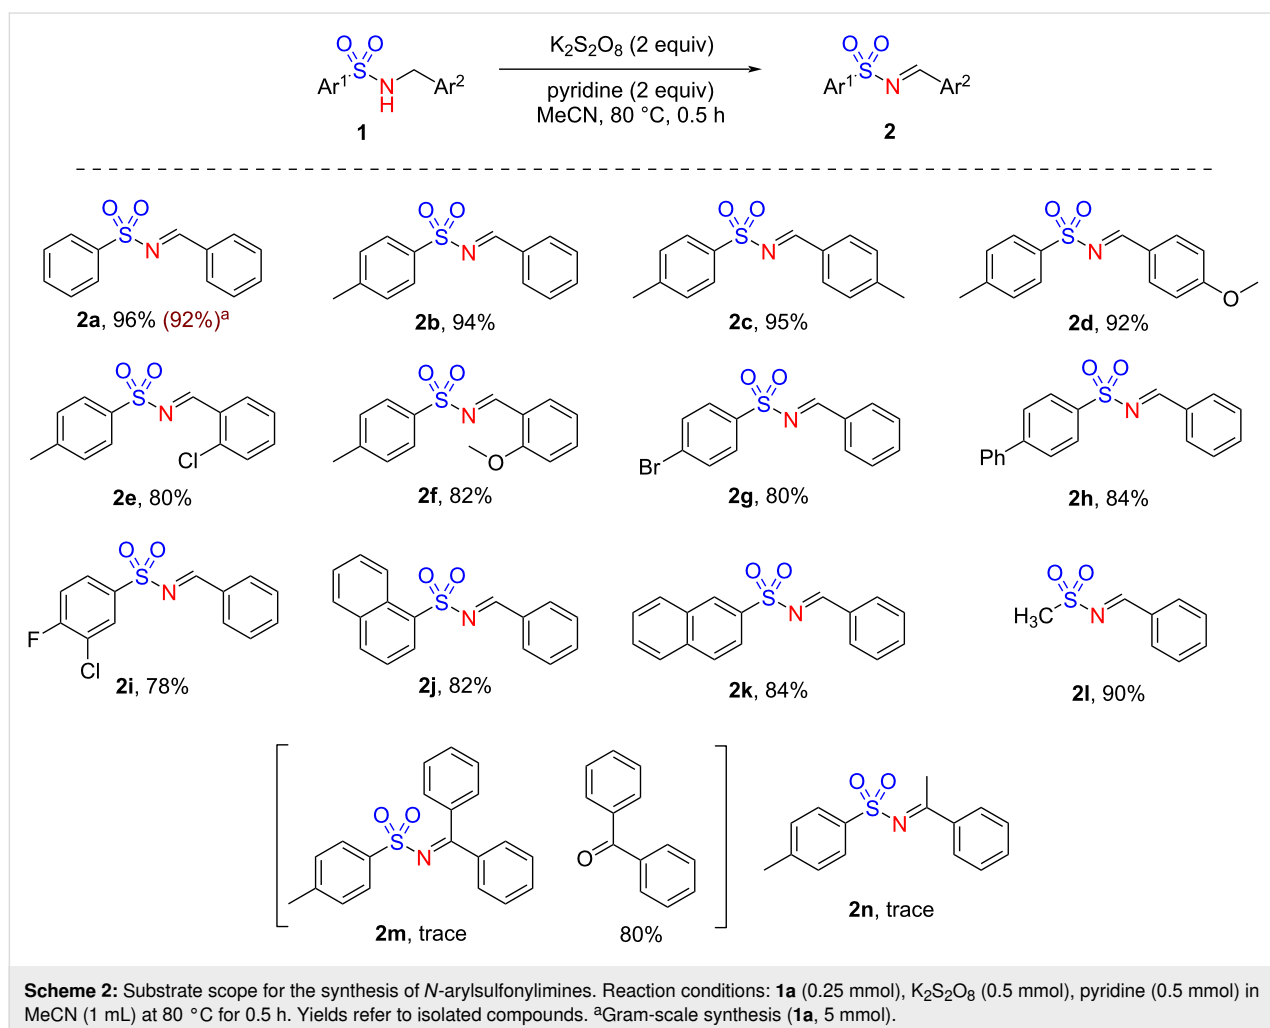 O O
S
Ar1 N Ar2
H
1
K2S2O8 (2 equiv)
pyridine (2 equiv)
MeCN, 80 °C, 0.5 h
O O
S
Ar1 N Ar2
2
O O
S
N
2a, 96% (92%)a
O O
S
N
2b, 94%
O O
S
N
2c, 95%
O O
S
N
O
2d, 92%
O O
S
N
Cl
2e, 80%
O O
S
N
O
2f, 82%
O O
S
N
Br
2g, 80%
O O
S
N
Ph
2h, 84%
O O
S
N
F
Cl
2i, 78%
O O
S
N
2j, 82%
O O
S
N
2k, 84%
O O
S
H3C N
2l, 90%
O O
S
N
2m, trace
O
80%
O O
S
N
2n, trace
Scheme 2: Substrate scope for the synthesis of N-arylsulfonylimines. Reaction conditions: 1a (0.25 mmol), K2S2O8 (0.5 mmol), pyridine (0.5 mmol) in
MeCN (1 mL) at 80 °C for 0.5 h. Yields refer to isolated compounds. aGram-scale synthesis (1a, 5 mmol).